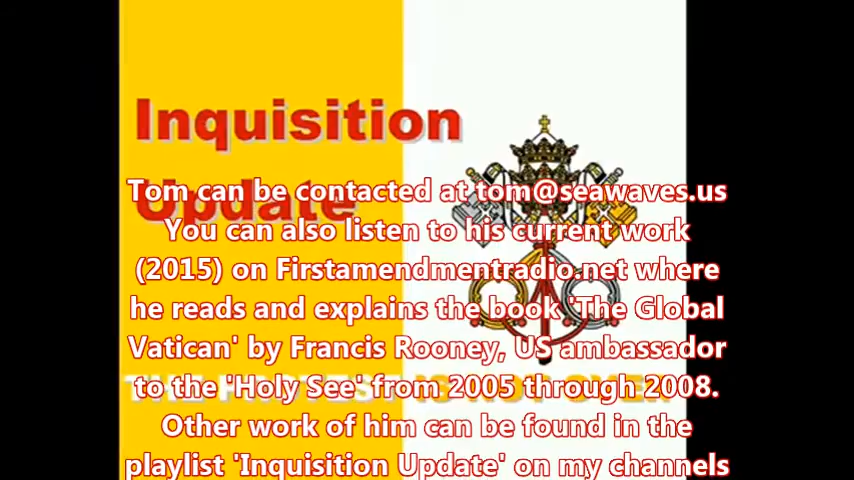 Inquisition
Update
Tom can be contacted at tom@seawaves.us
You can also listen to his current work
(2015) on Firstamendmentradio.net where
he reads and explains the book 'The Global
Vatican' by Francis Rooney, US ambassador
to the 'Holy See' from 2005 through 2008.
Other work of him can be found in the
playlist 'Inquisition Update' on my channels